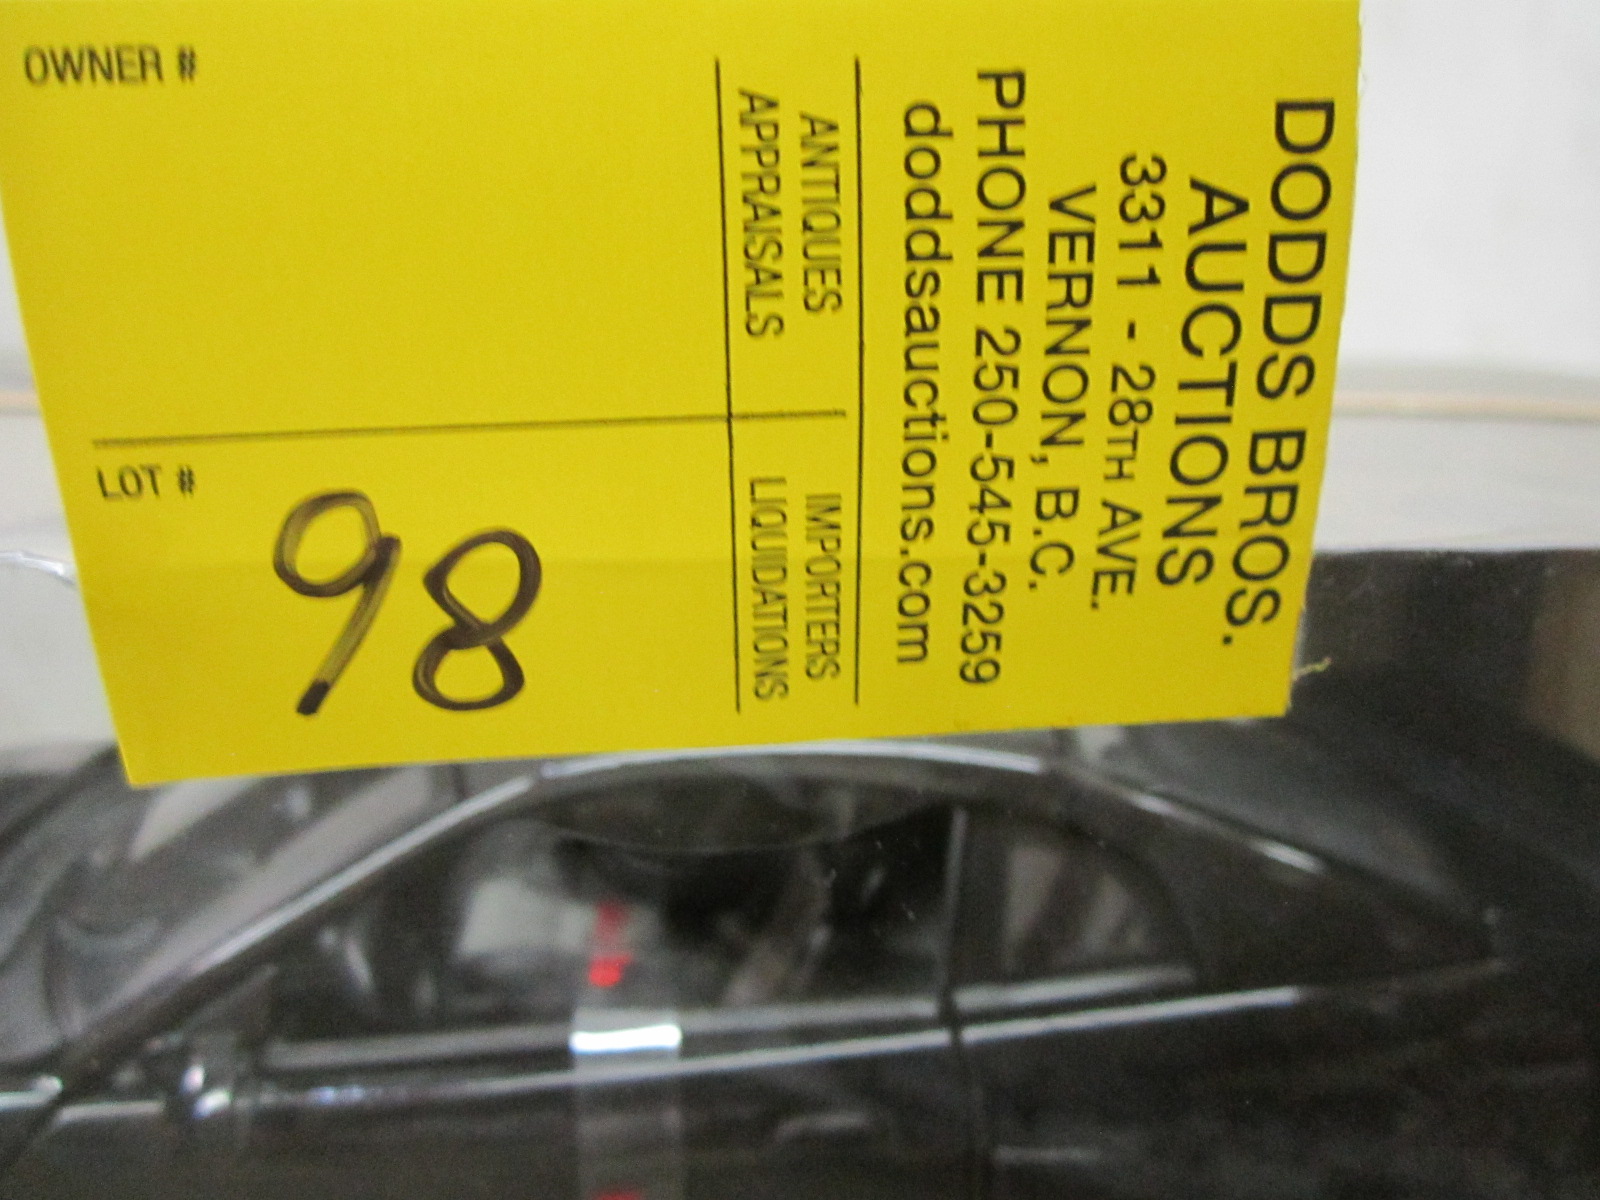 DODDS BROS.
AUCTIONS
3311 - 28TH AVE.
VERNON, B.C.
PHONE 250-545-3259
doddsauctions.com
ANTIQUES
APPRAISALS
IMPORTERS
LIQUIDATIONS
OWNER #
LOT #
98